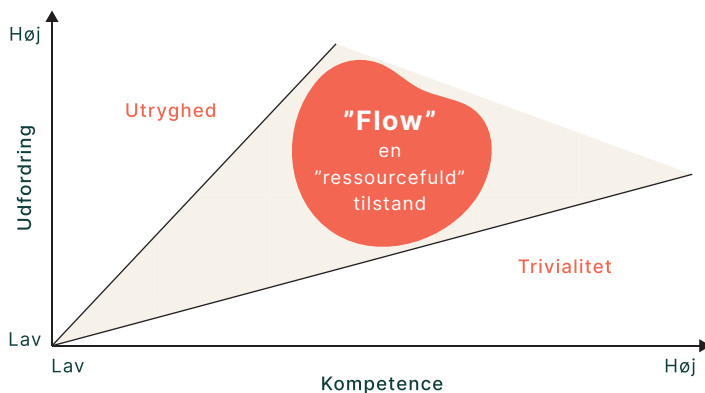 Høj
Utryghed
”Flow”
en
”ressourcefuld”
tilstand
Udfordring
Trivialitet
Lav
Lav
Høj
Kompetence